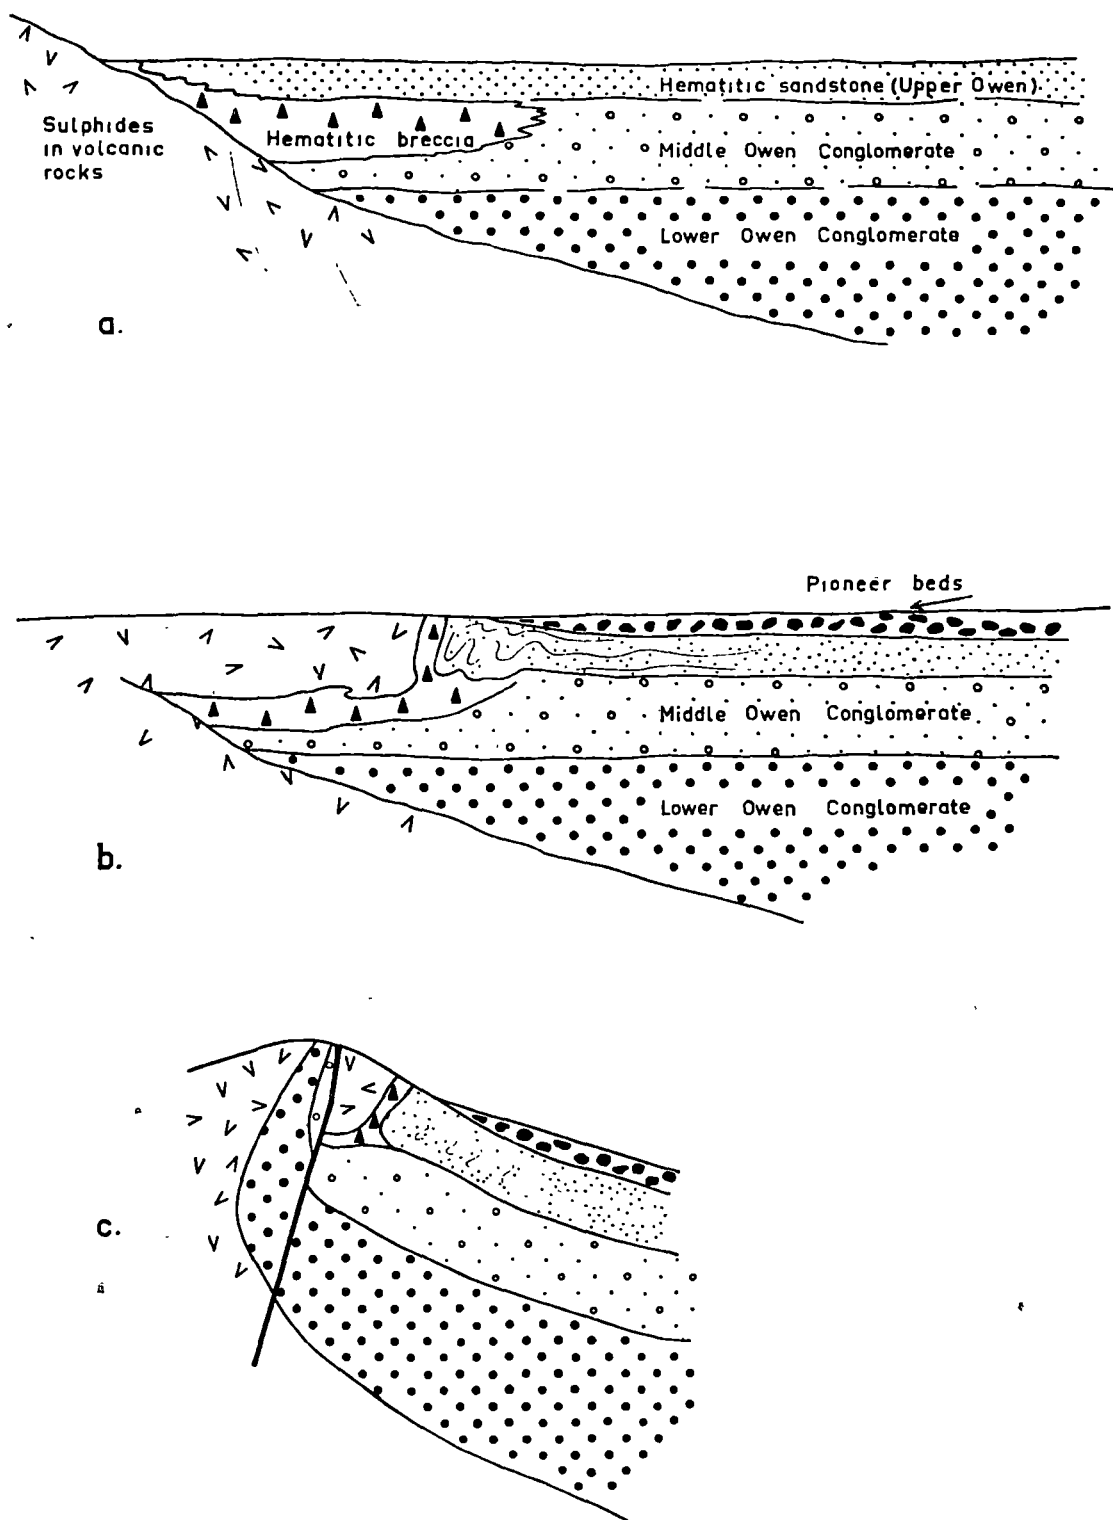 Hematitic sandstone (Upper Owen)
Sulphides
in volcanic
rocks
Hematitic breccia
Middle Owen Conglomerate
Lower Owen Conglomerate
a.
Pioneer beds
Middle Owen Conglomerate
Lower Owen Conglomerate
b.
c.